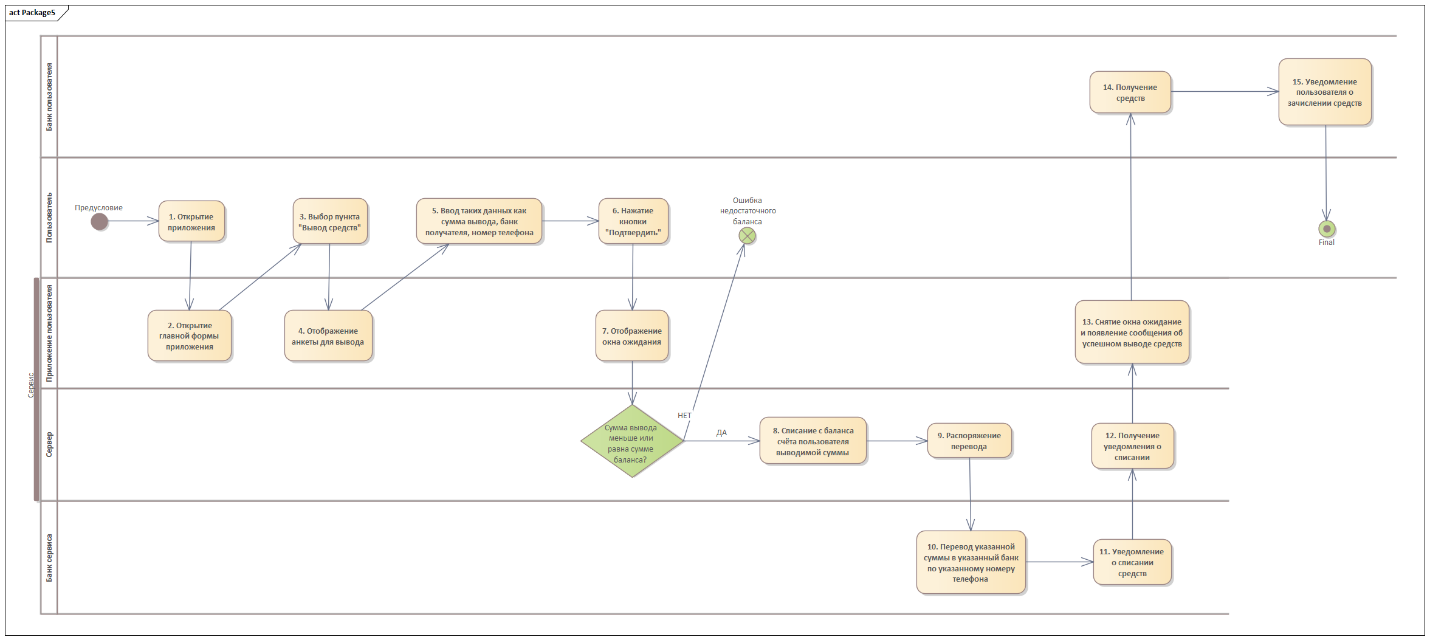 act Package5
Банк пользователя
14. Получение
средств
15. Уведомление
пользователя о
зачислении средств
Пользователь
Предусловие
1. Открытие
приложения
3. Выбор пункта
"Вывод средств"
5. Ввод таких данных как
сумма вывода, банк
получателя, номер телефона
6. Нажатие
кнопки
"Подтвердить"
Ошибка
недостаточного
баланса
Final
Сервис
Приложение пользователя
2. Открытие
главной формы
приложения
4. Отображение
анкеты для вывода
7. Отображение
окна ожидания
13. Снятие окна ожидание
и появление сообщения об
успешном выводе средств
Сервер
Сумма вывода
меньше или
равна сумме
баланса?
НЕТ
ДА
8. Списание с баланса
счёта пользователя
выводимой суммы
9. Распоряжение
перевода
12. Получение
уведомления о
списании
Банк сервиса
10. Перевод указанной
суммы в указанный банк
по указанному номеру
телефона
11. Уведомление
о списании
средств